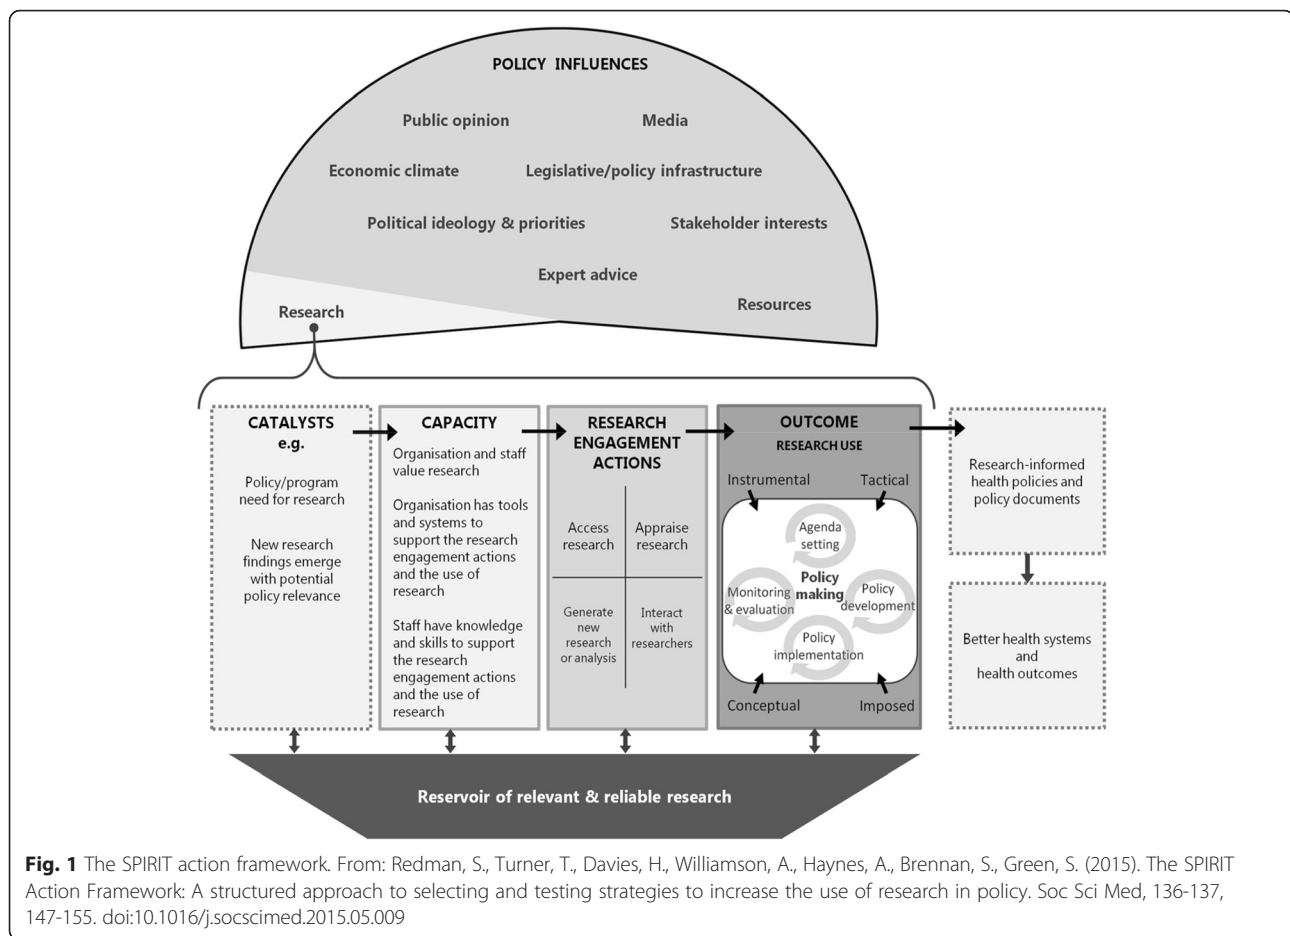 POLICY INFLUENCES
Public opinion
Media
Economic climate
Legislative/policy infrastructure
Political ideology & priorities
Stakeholder interests
Expert advice
Resources
Research
CATALYSTS
e.g.
Policy/program
need for research
New research
findings emerge
with potential
policy relevance
CAPACITY
Organisation and staff
value research
Organisation has tools
and systems to
support the research
engagement actions
and the use of
research
Staff have knowledge
and skills to support
the research
engagement actions
and the use of
research
RESEARCH
ENGAGEMENT
ACTIONS
Access
research
Appraise
research
Generate
new
research
or analysis
Interact
with
researchers
OUTCOME
RESEARCH USE
Instrumental
Tactical
Agenda
setting
Monitoring
& evaluation
Policy
making
Policy
development
Policy
implementation
Conceptual
Imposed
Research-informed
health policies and
policy documents
Better health systems
and
health outcomes
Reservoir of relevant & reliable research
Fig. 1 The SPIRIT action framework. From: Redman, S., Turner, T., Davies, H., Williamson, A., Haynes, A., Brennan, S., Green, S. (2015). The SPIRIT
Action Framework: A structured approach to selecting and testing strategies to increase the use of research in policy. Soc Sci Med, 136-137,
147-155. doi:10.1016/j.socscimed.2015.05.009